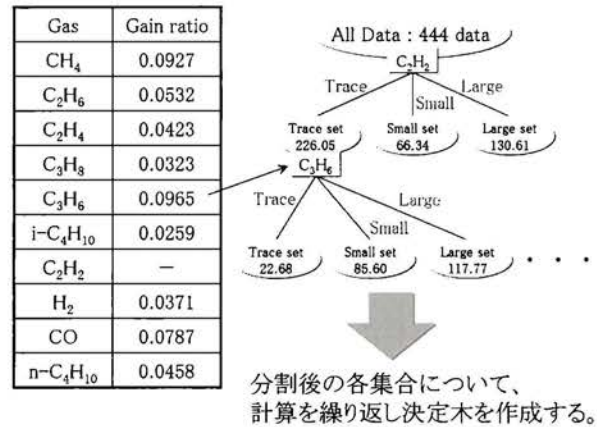 Gas Gain ratio
CH₄ 0.0927
C₂H₆ 0.0532
C₂H₄ 0.0423
C₃H₈ 0.0323
C₃H₆ 0.0965
i-C₄H₁₀ 0.0259
C₂H₂ −
H₂ 0.0371
CO 0.0787
n-C₄H₁₀ 0.0458
All Data : 444 data
C₂H₂
Trace Small Large
Trace set Small set Large set
226.05 66.34 130.61
C₃H₆
Trace Small Large
Trace set Small set Large set
22.68 85.60 117.77
・・・
分割後の各集合について、
計算を繰り返し決定木を作成する。